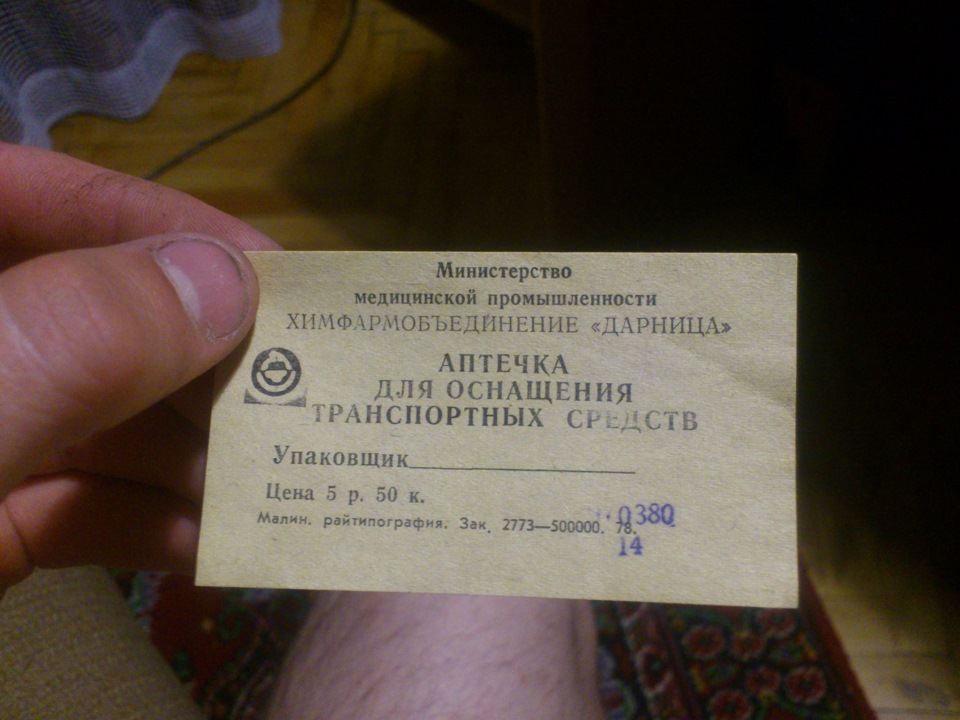 Министерство
медицинской промышленности
ХИМФАРМОБЪЕДИНЕНИЕ «ДАРНИЦА»
АПТЕЧКА
ДЛЯ ОСНАЩЕНИЯ
ТРАНСПОРТНЫХ СРЕДСТВ
Упаковщик
Цена 5 р. 50 к.
Малин. райтипография. Зак. 2773—500000. 78.
0380
14